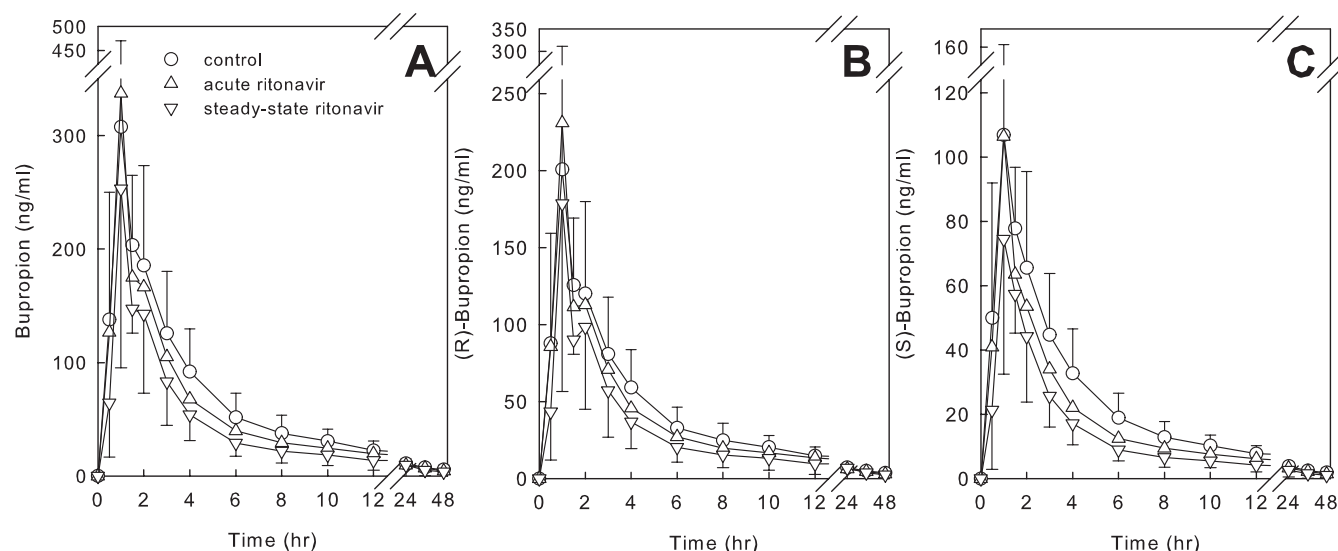 A
Bupropion (ng/ml)
500
450
300
200
100
0
control
acute ritonavir
steady-state ritonavir
0 2 4 6 8 10 12 24 48
Time (hr)
B
(R)-Bupropion (ng/ml)
350
300
250
200
150
100
50
0
0 2 4 6 8 10 12 24 48
Time (hr)
C
(S)-Bupropion (ng/ml)
160
120
100
80
60
40
20
0
0 2 4 6 8 10 12 24 48
Time (hr)